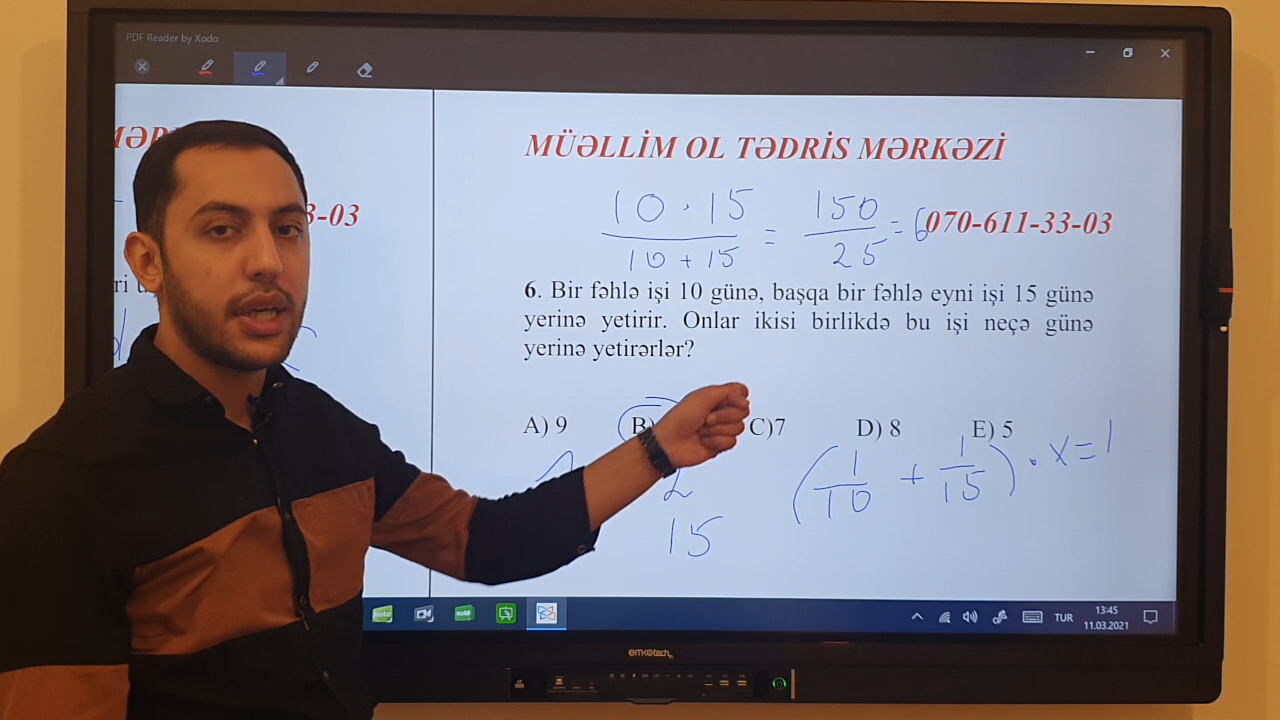 PDF Reader by Xodo
MÜƏLLİM OL TƏDRİS MƏRKƏZİ
3-03
10 · 15 / 10 + 15 = 150 / 25 = 6
070-611-33-03
6. Bir fəhlə işi 10 günə, başqa bir fəhlə eyni işi 15 günə
yerinə yetirir. Onlar ikisi birlikdə bu işi neçə günə
yerinə yetirərlər?
A) 9 B) C)7 D) 8 E) 5
(1/10 + 1/15) · x = 1
2
15
TUR
13:45
11.03.2021
emkotech